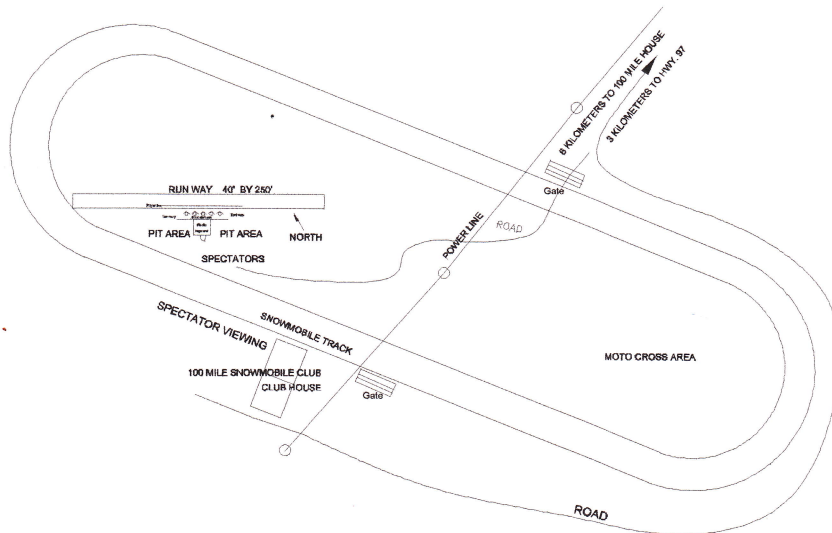 8 KILOMETERS TO 100 MILE HOUSE
3 KILOMETERS TO HWY. 97
Gate
RUN WAY 40' BY 250'
PIT AREA
PIT AREA
NORTH
SPECTATORS
ROAD
POWER LINE
SPECTATOR VIEWING
SNOWMOBILE TRACK
100 MILE SNOWMOBILE CLUB
CLUB HOUSE
Gate
MOTO CROSS AREA
ROAD